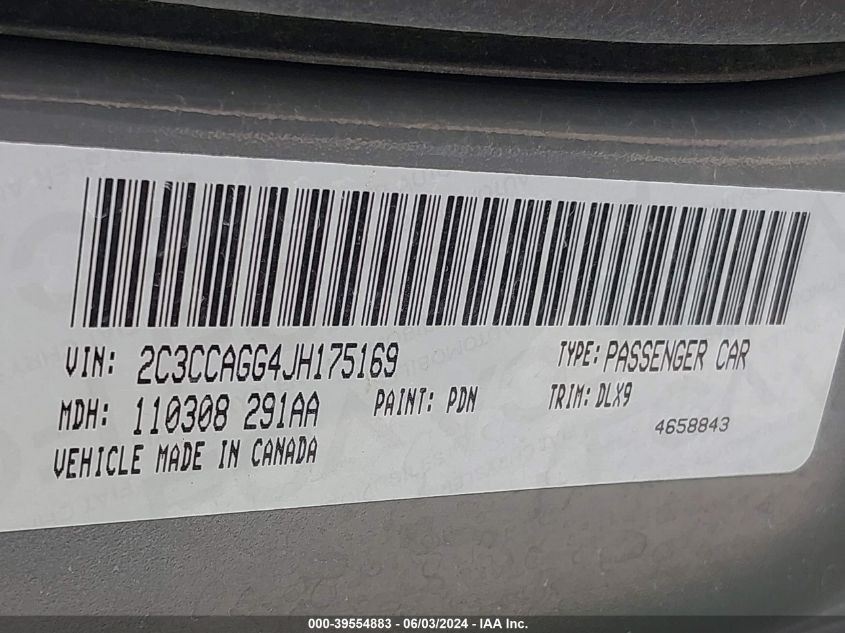 VIN: 2C3CCAGG4JH175169 TYPE: PASSENGER CAR
MDH: 110308 291AA PAINT: PDN TRIM: DLX9
4658843
VEHICLE MADE IN CANADA
000-39554883 - 06/03/2024 - IAA Inc.